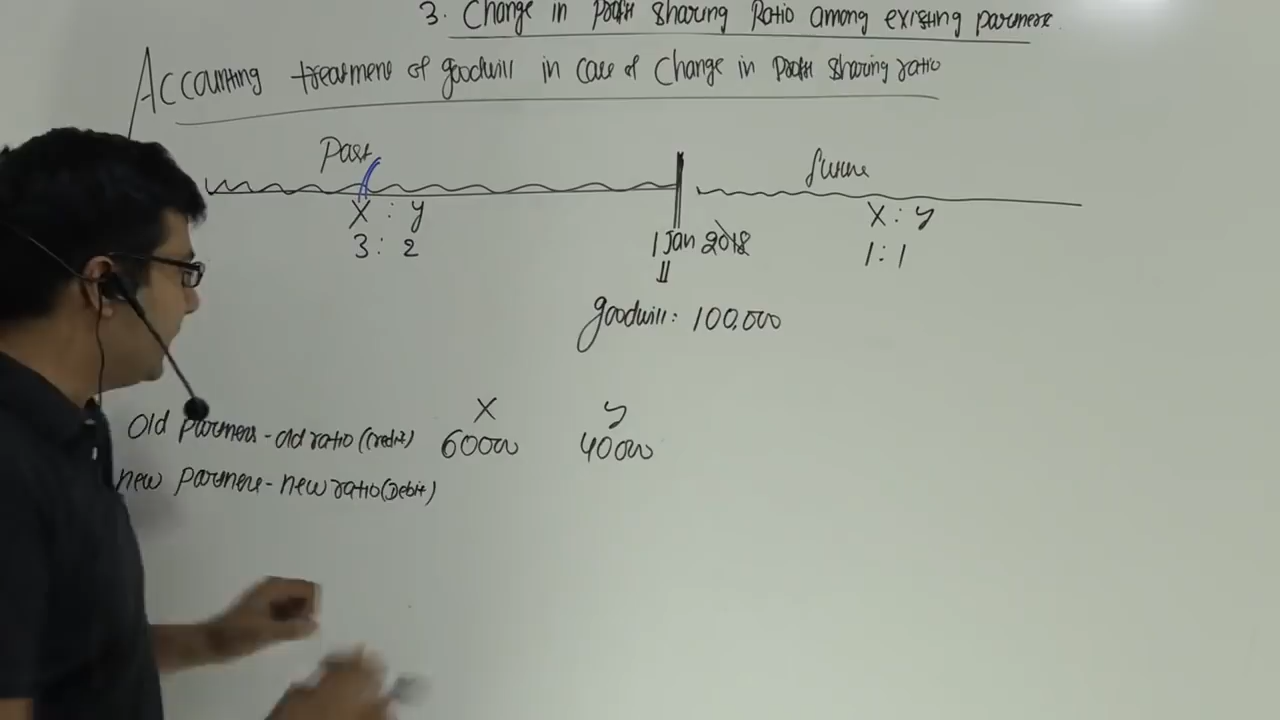 3. Change in Profit Sharing Ratio among existing partners.
Accounting treatment of goodwill in case of Change in Profit Sharing ratio
Past
future
X : y
3 : 2
1 Jan 2018
X : y
1 : 1
goodwill: 100,000
X y
Old partners - old ratio (credit) 60000 40000
new partners - new ratio (Debit)